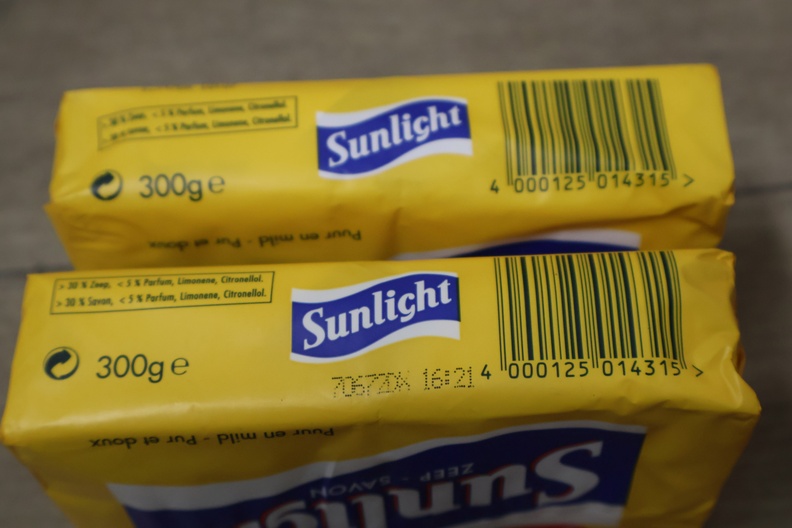 > 30 % Zeep, < 5 % Parfum, Limonene, Citronellol.
> 30 % Savon, < 5 % Parfum, Limonene, Citronellol.
Sunlight
300g e
4 000125 014315 >
Puur en mild - Pur et doux
> 30 % Zeep, < 5 % Parfum, Limonene, Citronellol.
> 30 % Savon, < 5 % Parfum, Limonene, Citronellol.
Sunlight
300g e
16:21
4 000125 014315 >
Puur en mild - Pur et doux
ZEEP - SAVON
Sunlight